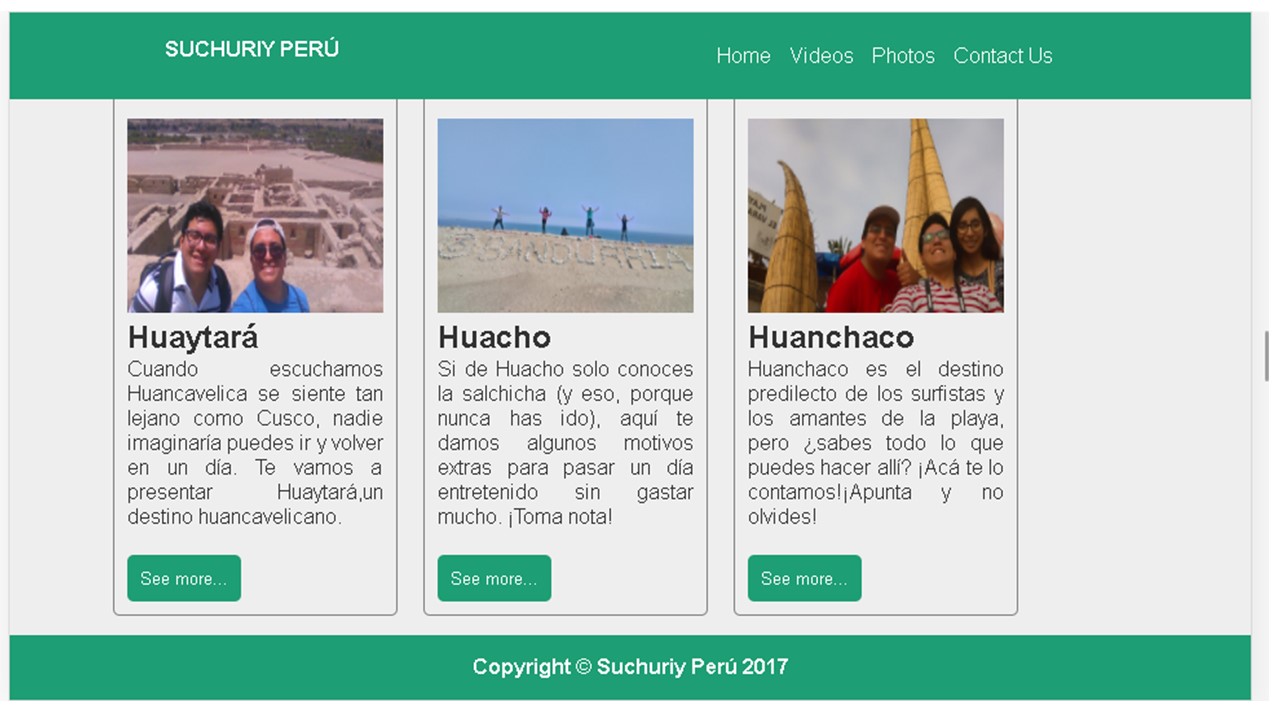 SUCHURIY PERÚ
Home Videos Photos Contact Us
Huaytará
Cuando escuchamos
Huancavelica se siente tan
lejano como Cusco, nadie
imaginaría puedes ir y volver
en un día. Te vamos a
presentar Huaytará,un
destino huancavelicano.
See more...
Huacho
Si de Huacho solo conoces
la salchicha (y eso, porque
nunca has ido), aquí te
damos algunos motivos
extras para pasar un día
entretenido sin gastar
mucho. ¡Toma nota!
See more...
Huanchaco
Huanchaco es el destino
predilecto de los surfistas y
los amantes de la playa,
pero ¿sabes todo lo que
puedes hacer allí? ¡Acá te lo
contamos!¡Apunta y no
olvides!
See more...
Copyright © Suchuriy Perú 2017